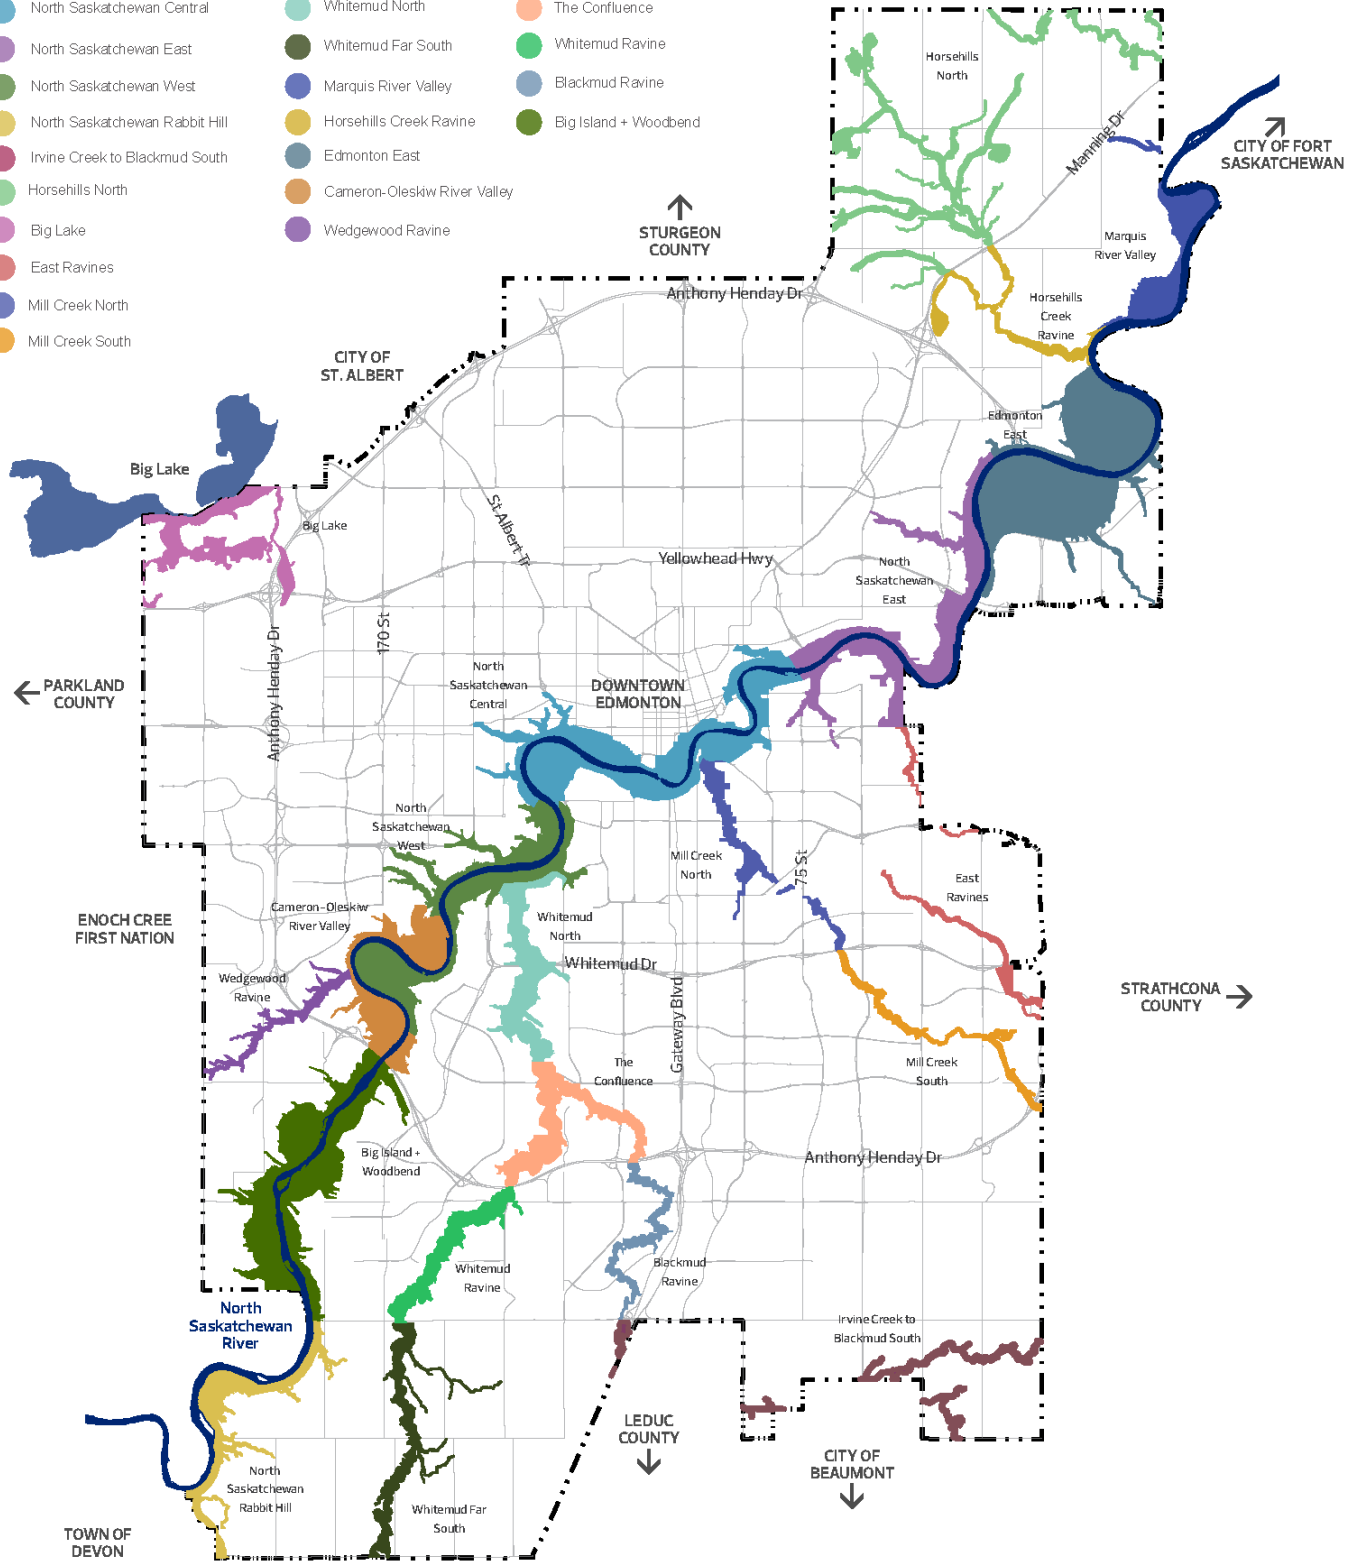 North Saskatchewan Central
North Saskatchewan East
North Saskatchewan West
North Saskatchewan Rabbit Hill
Irvine Creek to Blackmud South
Horsehills North
Big Lake
East Ravines
Mill Creek North
Mill Creek South
Whitemud North
Whitemud Far South
Marquis River Valley
Horsehills Creek Ravine
Edmonton East
Cameron-Oleskiw River Valley
Wedgewood Ravine
The Confluence
Whitemud Ravine
Blackmud Ravine
Big Island + Woodbend
Horsehills
North
Manning Dr
CITY OF FORT
SASKATCHEWAN
STURGEON
COUNTY
Marquis
River Valley
Anthony Henday Dr
Horsehills
Creek
Ravine
CITY OF
ST. ALBERT
Edmonton
East
Big Lake
Big Lake
St Albert Tr
Yellowhead Hwy
North
Saskatchewan
East
170 St
Anthony Henday Dr
PARKLAND
COUNTY
North
Saskatchewan
Central
DOWNTOWN
EDMONTON
North
Saskatchewan
West
Mill Creek
North
75 St
East
Ravines
ENOCH CREE
FIRST NATION
Cameron-Oleskiw
River Valley
Whitemud
North
Whitemud Dr
Wedgewood
Ravine
STRATHCONA
COUNTY
Gateway Blvd
The
Confluence
Mill Creek
South
Big Island +
Woodbend
Anthony Henday Dr
Whitemud
Ravine
Blackmud
Ravine
North
Saskatchewan
River
Irvine Creek to
Blackmud South
LEDUC
COUNTY
CITY OF
BEAUMONT
North
Saskatchewan
Rabbit Hill
Whitemud Far
South
TOWN OF
DEVON